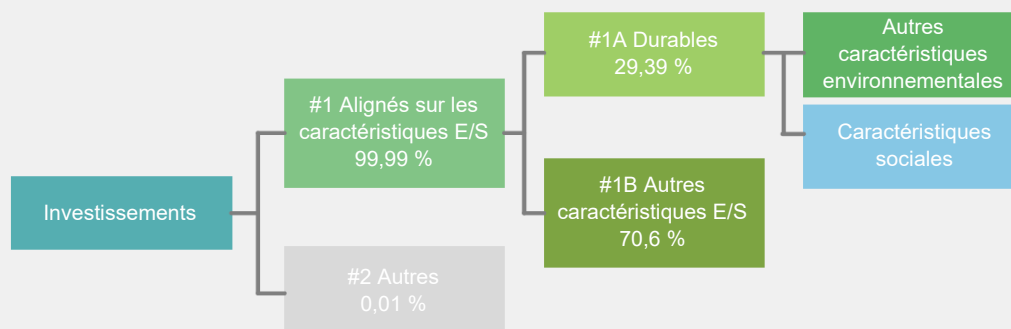 Investissements
#1 Alignés sur les
caractéristiques E/S
99,99 %
#2 Autres
0,01 %
#1A Durables
29,39 %
#1B Autres
caractéristiques E/S
70,6 %
Autres
caractéristiques
environnementales
Caractéristiques
sociales